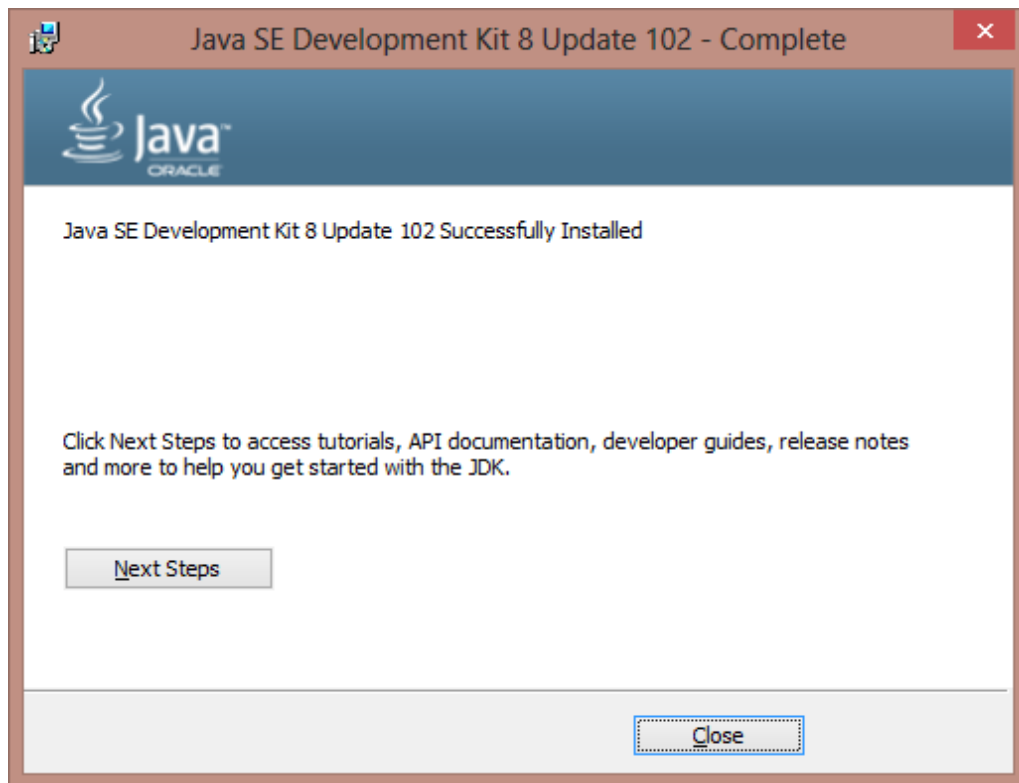 Java SE Development Kit 8 Update 102 - Complete
Java™
ORACLE
Java SE Development Kit 8 Update 102 Successfully Installed
Click Next Steps to access tutorials, API documentation, developer guides, release notes
and more to help you get started with the JDK.
Next Steps
Close